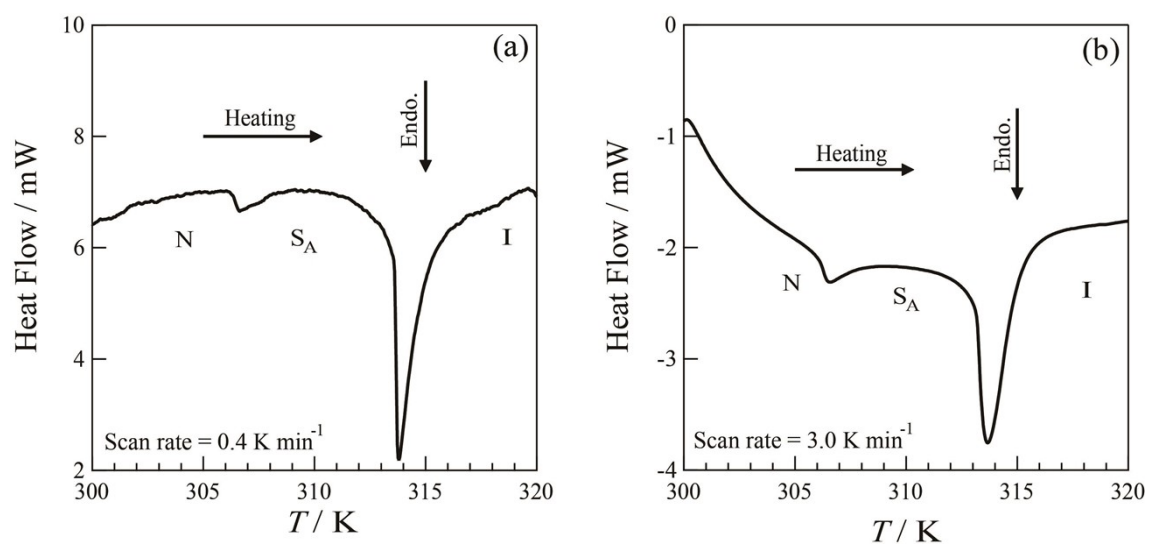 (a)
10
8
6
4
2
Heat Flow / mW
Heating
Endo.
N
S_A
I
Scan rate = 0.4 K min⁻¹
300 305 310 315 320
T / K
(b)
-0
-1
-2
-3
-4
Heat Flow / mW
Heating
Endo.
N
S_A
I
Scan rate = 3.0 K min⁻¹
300 305 310 315 320
T / K